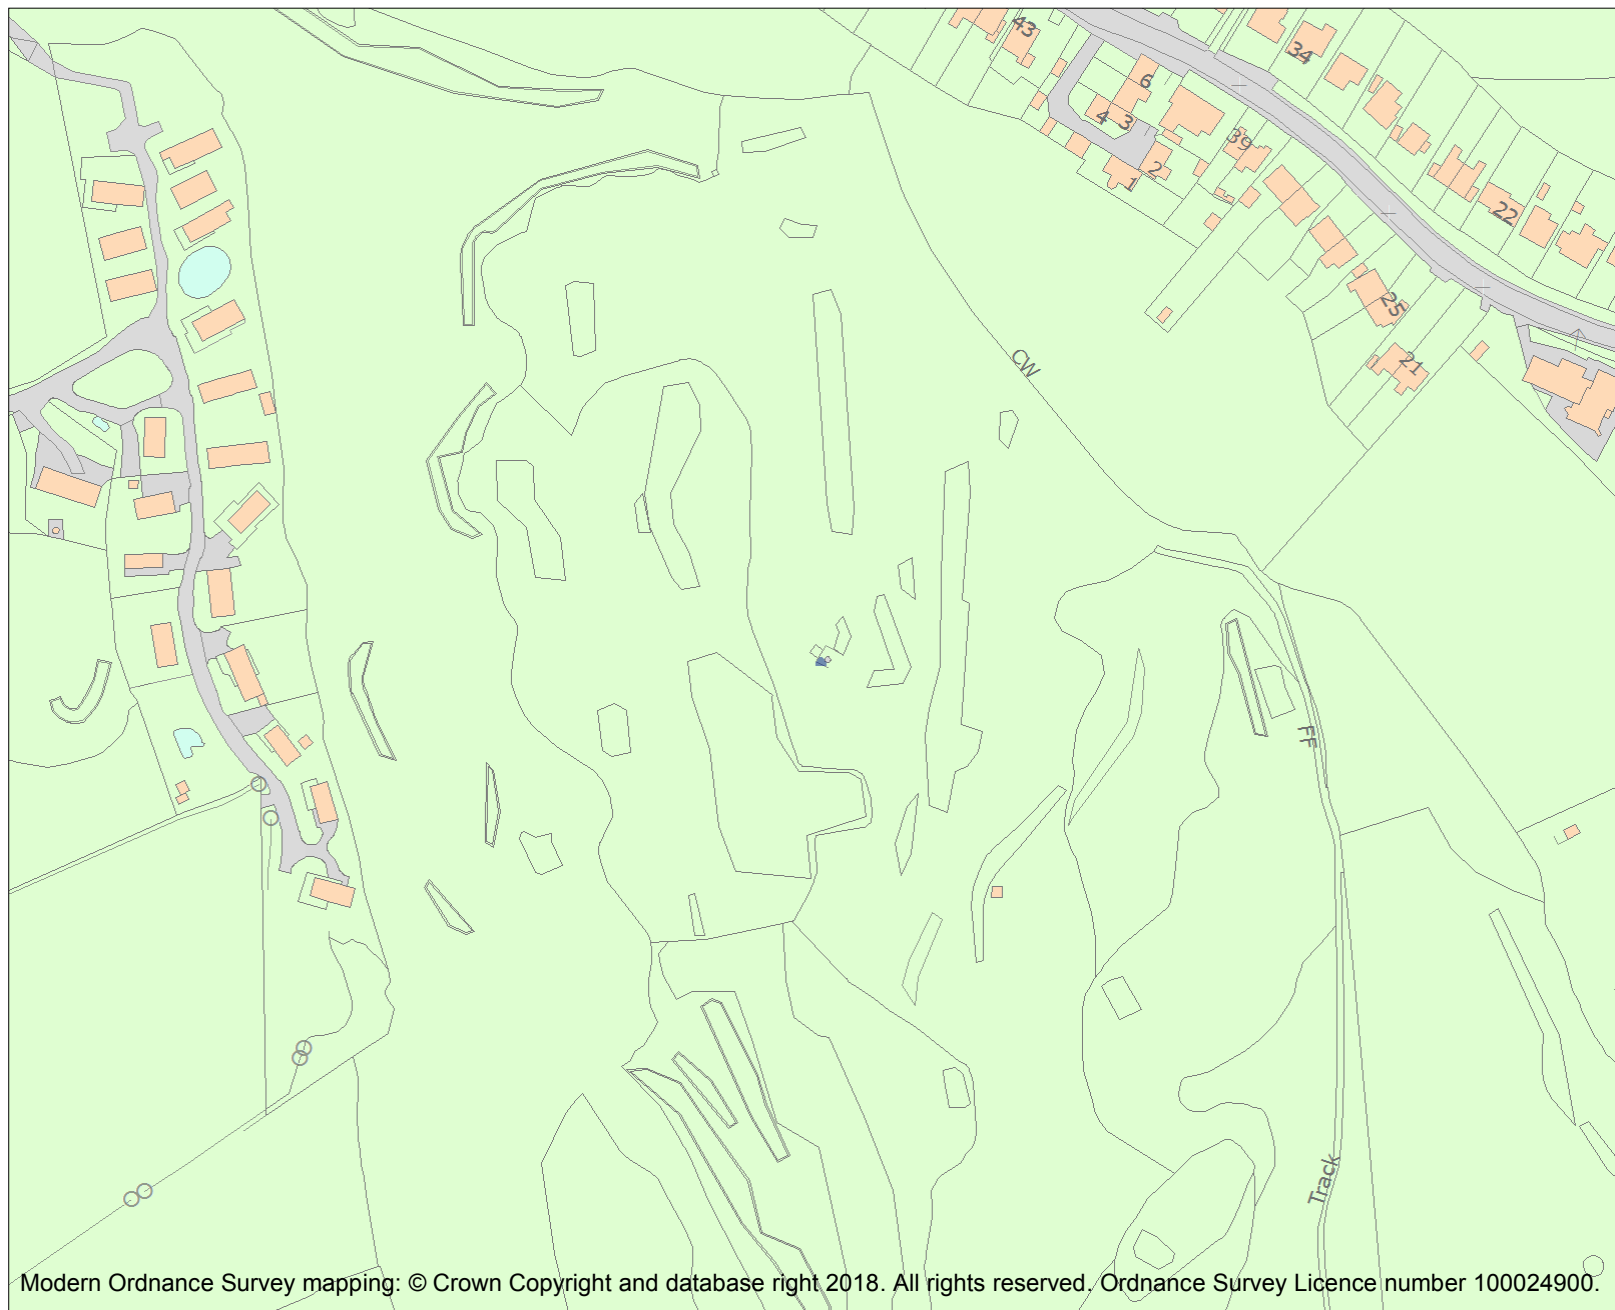 43
34
6
4
3
39
2
1
22
25
CW
21
FF
Track
Modern Ordnance Survey mapping: © Crown Copyright and database right 2018. All rights reserved. Ordnance Survey Licence number 100024900.